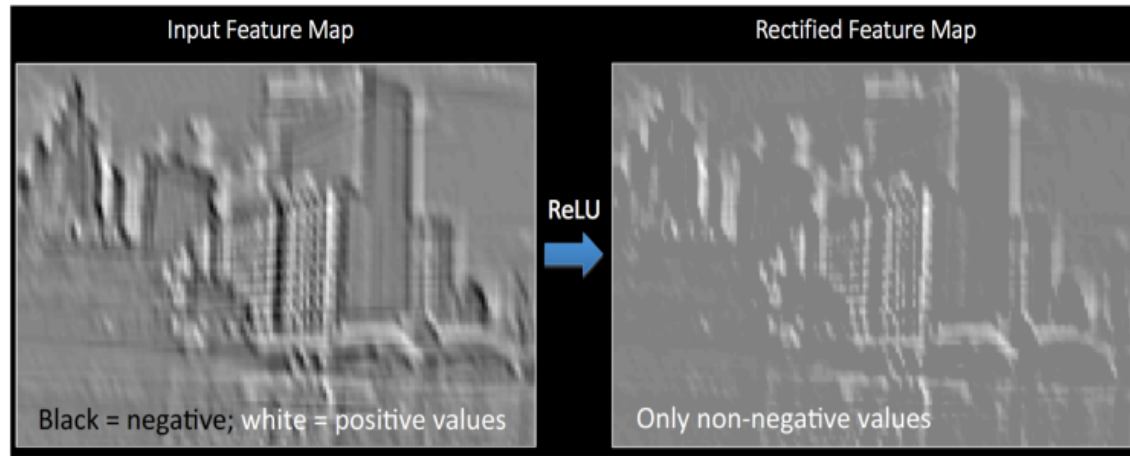 Input Feature Map
Rectified Feature Map
ReLU
Black = negative; white = positive values
Only non-negative values